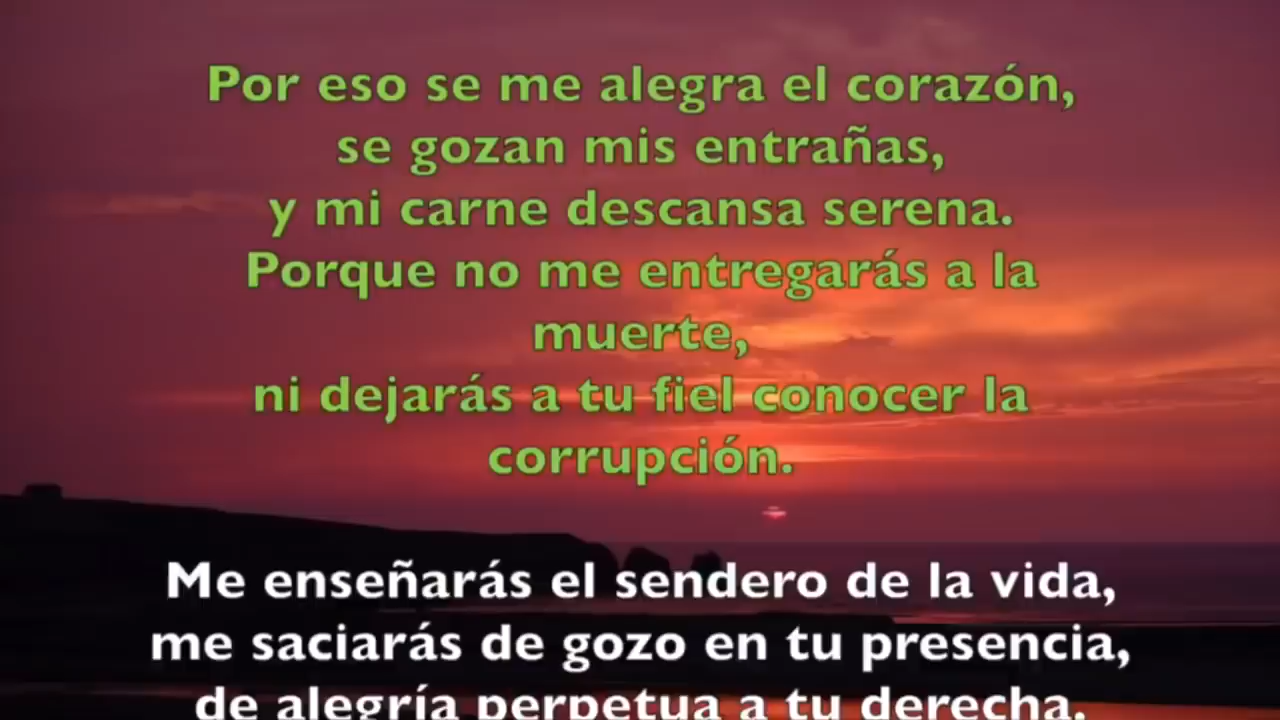 Por eso se me alegra el corazón,
se gozan mis entrañas,
y mi carne descansa serena.
Porque no me entregarás a la
muerte,
ni dejarás a tu fiel conocer la
corrupción.
Me enseñarás el sendero de la vida,
me saciarás de gozo en tu presencia,
de alegría perpetua a tu derecha.